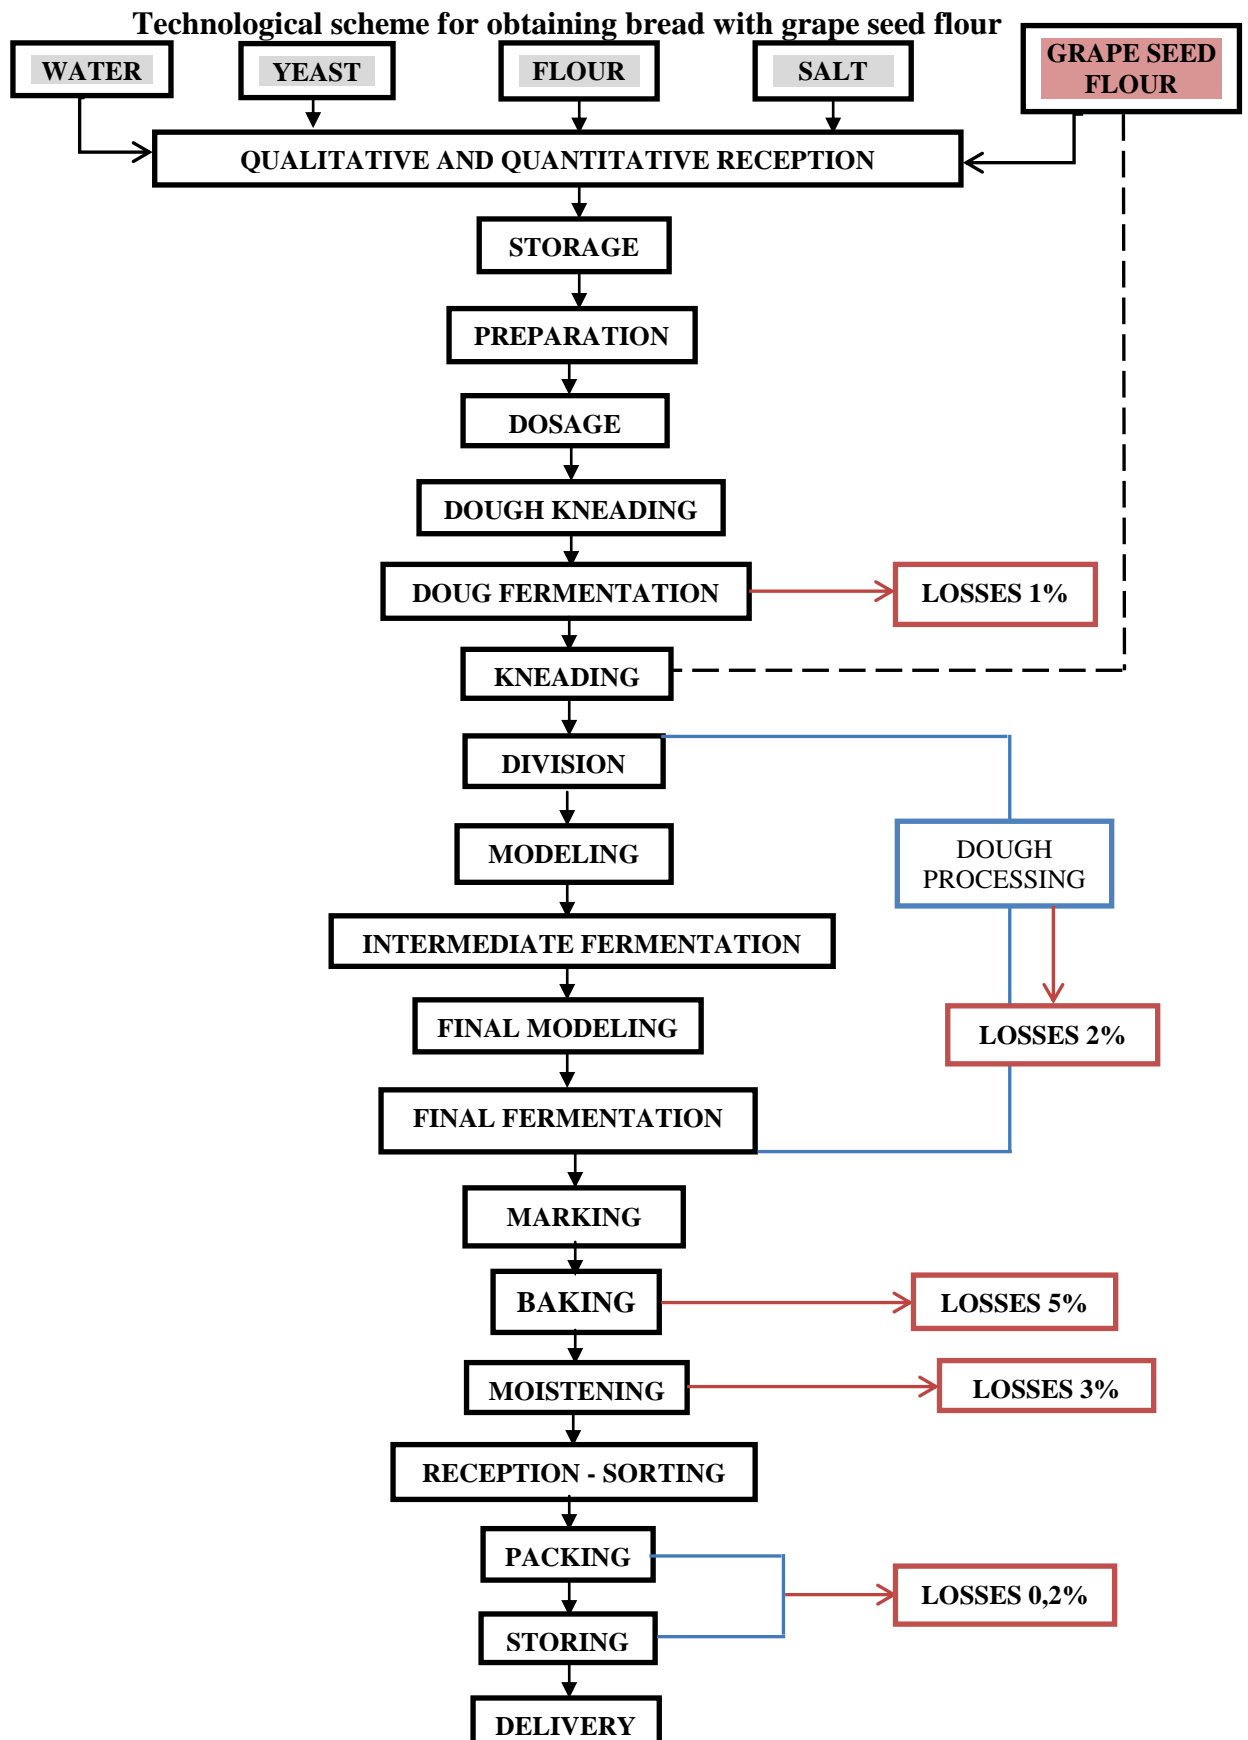 Technological scheme for obtaining bread with grape seed flour
WATER
YEAST
FLOUR
SALT
GRAPE SEED
FLOUR
QUALITATIVE AND QUANTITATIVE RECEPTION
STORAGE
PREPARATION
DOSAGE
DOUGH KNEADING
DOUG FERMENTATION
LOSSES 1%
KNEADING
DIVISION
MODELING
DOUGH
PROCESSING
INTERMEDIATE FERMENTATION
FINAL MODELING
LOSSES 2%
FINAL FERMENTATION
MARKING
BAKING
LOSSES 5%
MOISTENING
LOSSES 3%
RECEPTION - SORTING
PACKING
LOSSES 0,2%
STORING
DELIVERY